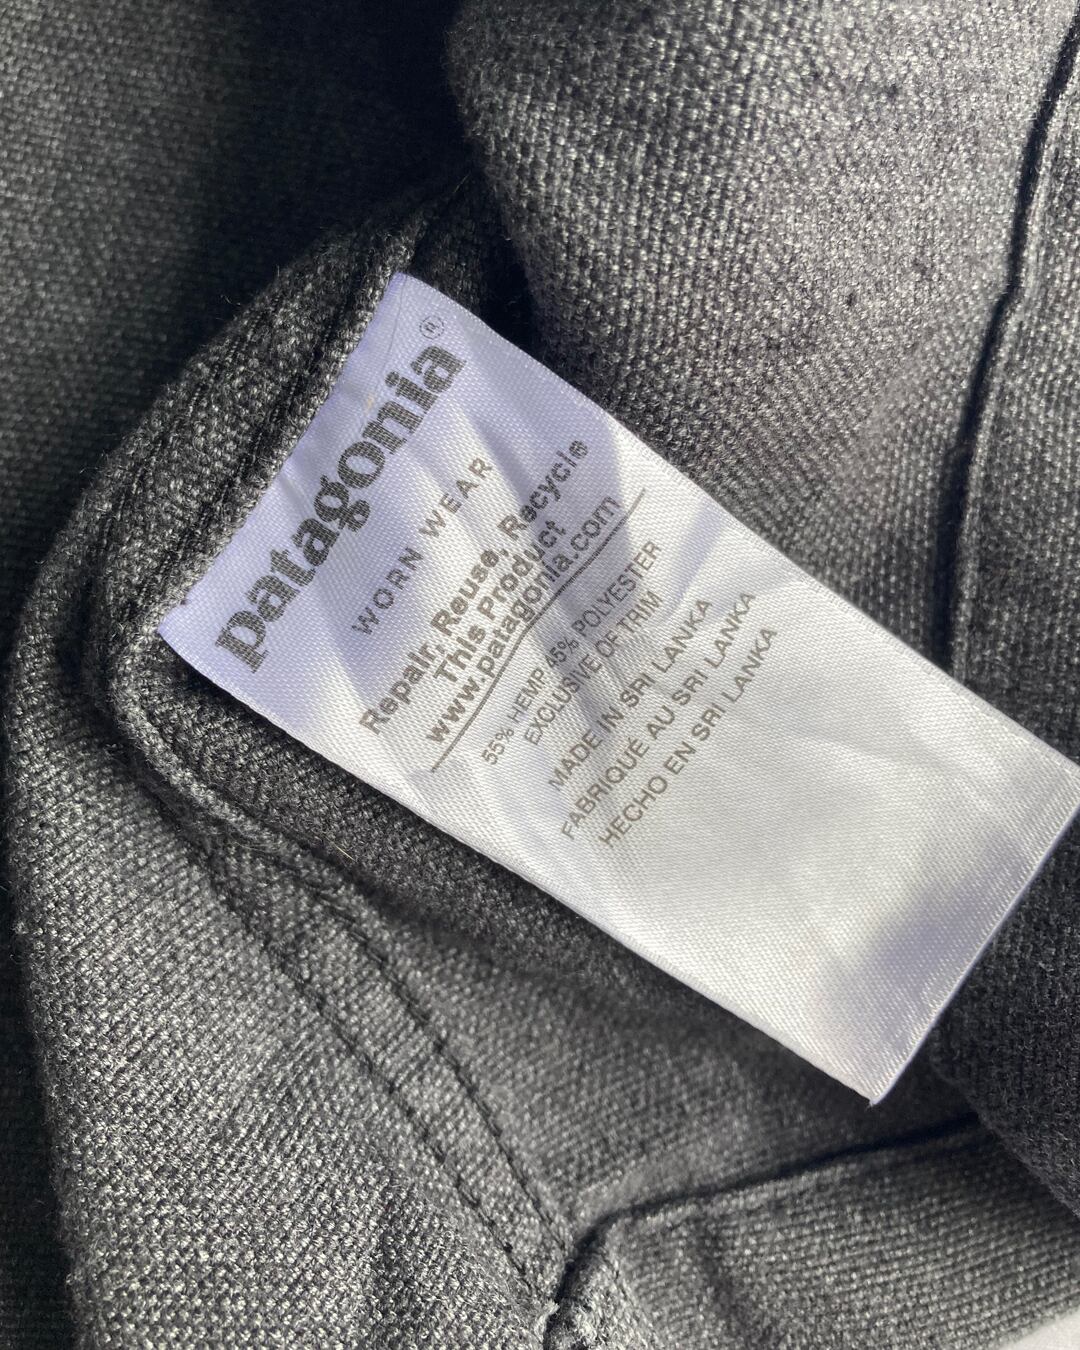 patagonia®
WORN WEAR
Repair, Reuse, Recycle
This Product
www.patagonia.com
55% HEMP 45% POLYESTER
EXCLUSIVE OF TRIM
MADE IN SRI LANKA
FABRIQUÉ AU SRI LANKA
HECHO EN SRI LANKA